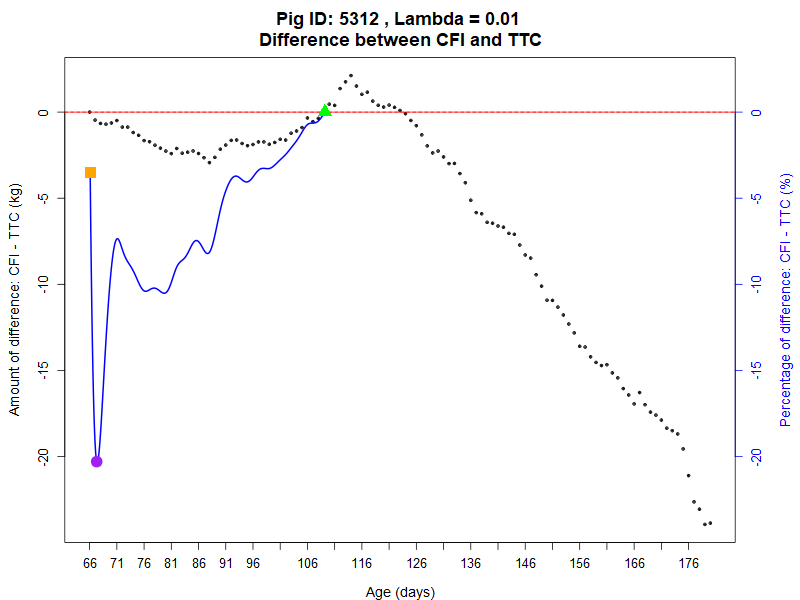 Pig ID: 5312 , Lambda = 0.01
Difference between CFI and TTC
Amount of difference: CFI - TTC (kg)
0
-5
-10
-15
-20
0
-5
-10
-15
-20
Percentage of difference: CFI - TTC (%)
66 71 76 81 86 91 96 106 116 126 136 146 156 166 176
Age (days)